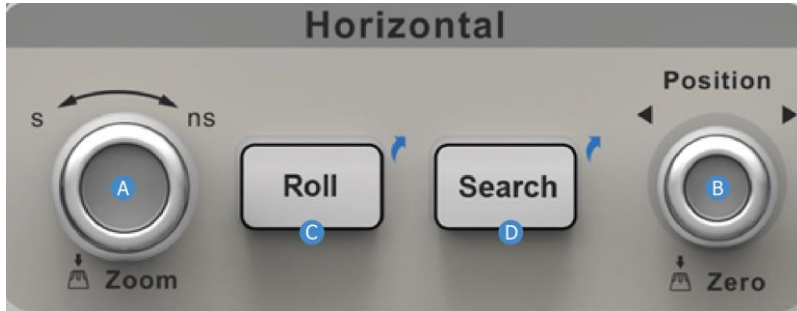 Horizontal
Position
s ns
A
Roll
C
Search
D
B
Zoom
Zero